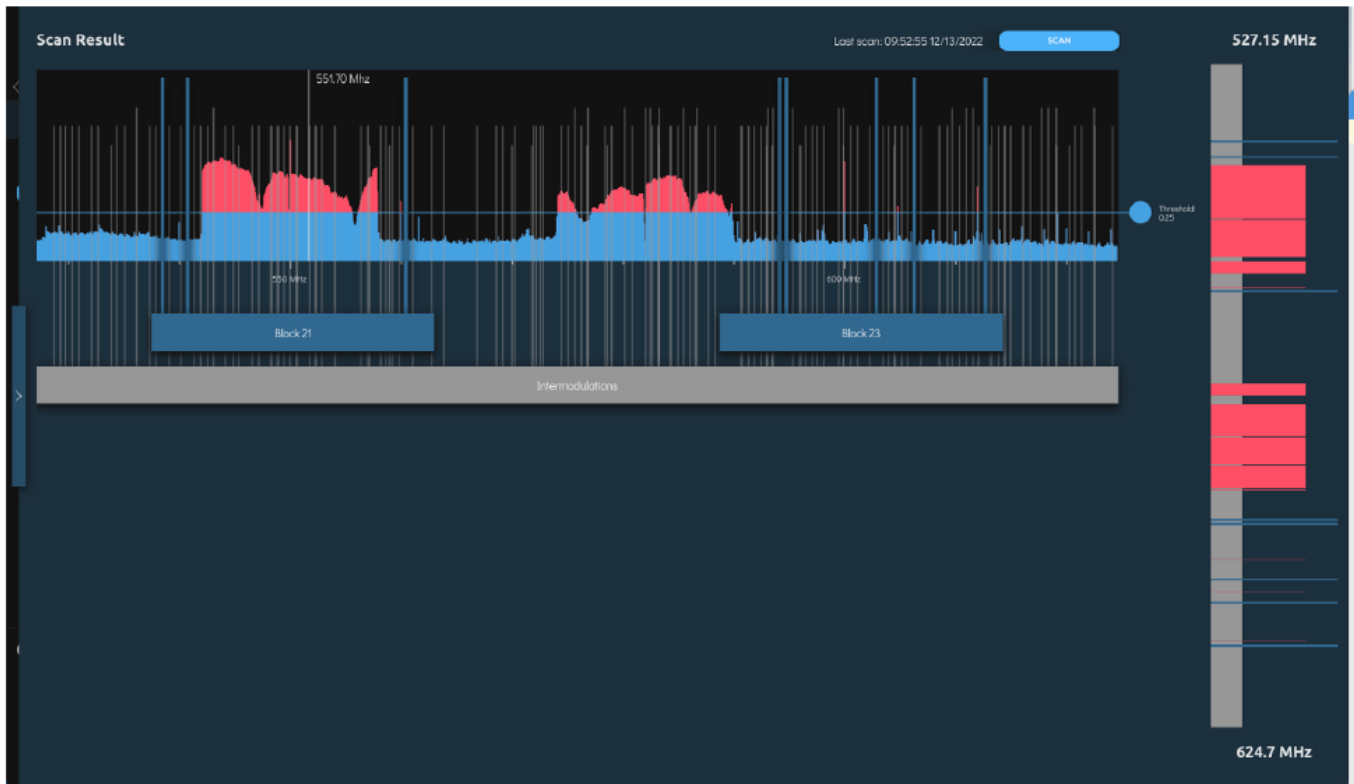 Scan Result
Last scan: 09:52:55 12/13/2022
SCAN
527.15 MHz
551.70 Mhz
Threshold
0.25
550 MHz
600 MHz
Block 21
Block 23
Intermodulations
624.7 MHz